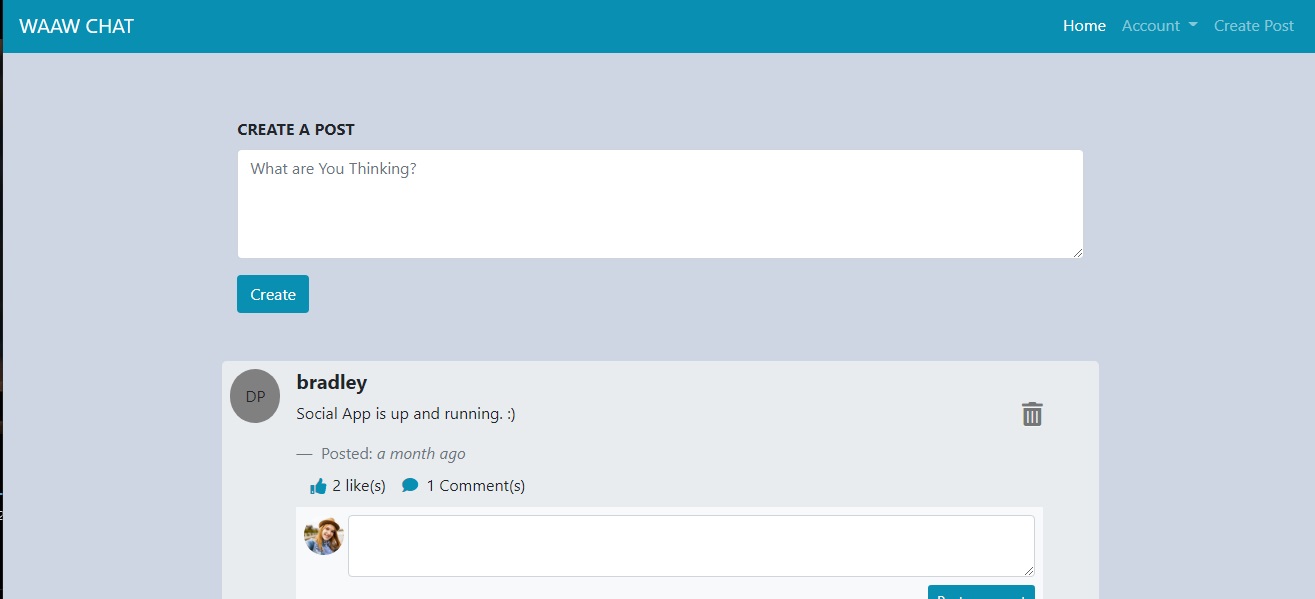 WAAW CHAT
Home Account Create Post
CREATE A POST
What are You Thinking?
Create
DP
bradley
Social App is up and running. :)
— Posted: a month ago
2 like(s) 1 Comment(s)